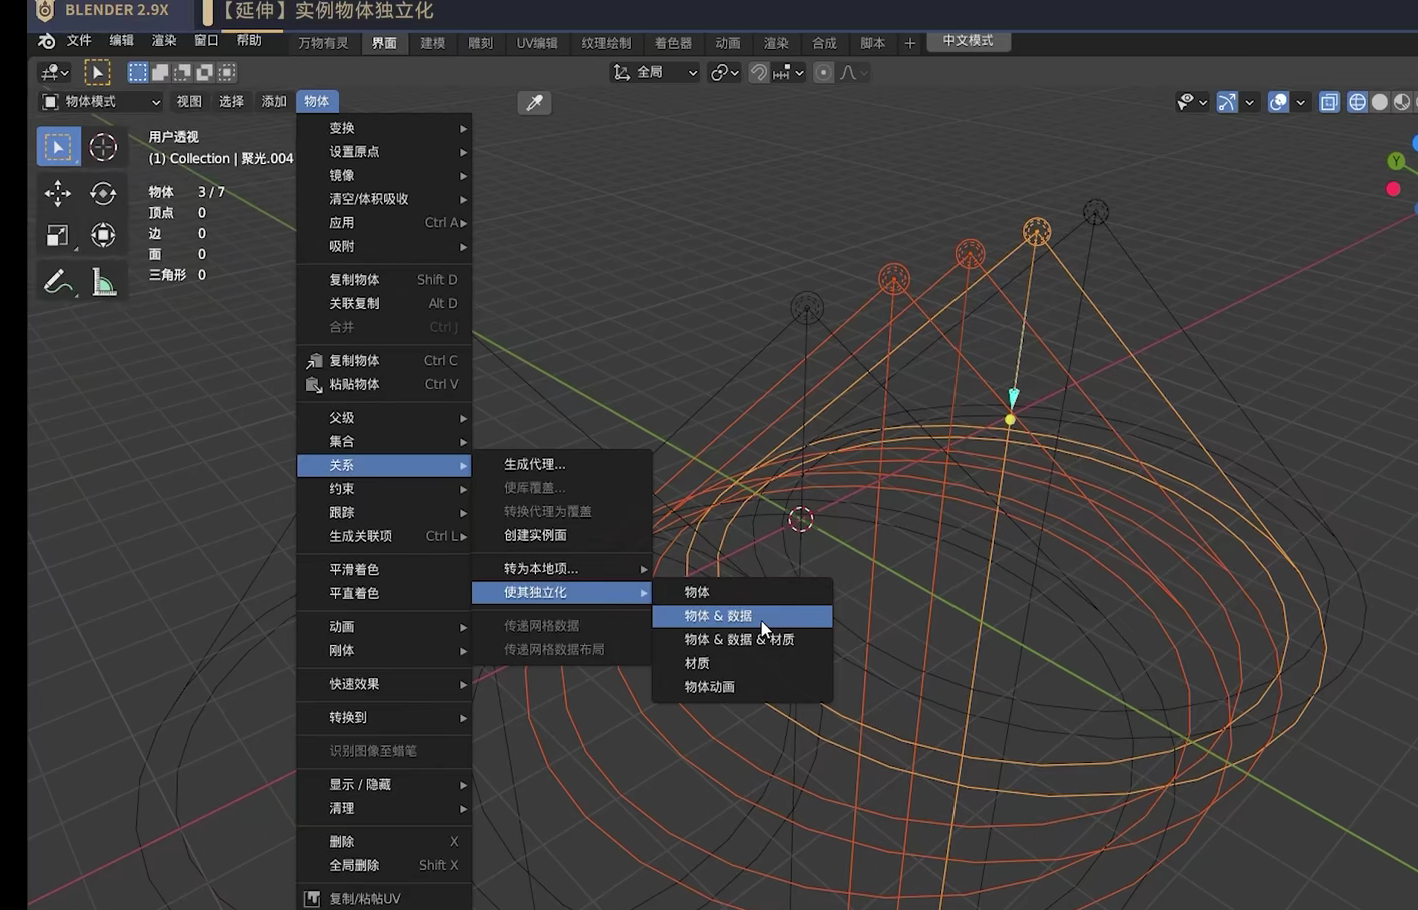 BLENDER 2.9X
【延伸】实例物体独立化
文件 编辑 渲染 窗口 帮助 万物有灵 界面 建模 雕刻 UV编辑 纹理绘制 着色器 动画 渲染 合成 脚本 + 中文模式
全局
物体模式 视图 选择 添加 物体
用户透视
(1) Collection | 聚光.004
物体 3 / 7
顶点 0
边 0
面 0
三角形 0
变换
设置原点
镜像
清空/体积吸收
应用 Ctrl A
吸附
复制物体 Shift D
关联复制 Alt D
合并 Ctrl J
复制物体 Ctrl C
粘贴物体 Ctrl V
父级
集合
关系
约束
跟踪
生成关联项 Ctrl L
平滑着色
平直着色
动画
刚体
快速效果
转换到
识别图像至蜡笔
显示 / 隐藏
清理
删除 X
全局删除 Shift X
复制/粘帖UV
生成代理...
使库覆盖...
转换代理为覆盖
创建实例面
转为本地项...
使其独立化
传递网格数据
传递网格数据布局
物体
物体 & 数据
物体 & 数据 & 材质
材质
物体动画
Y